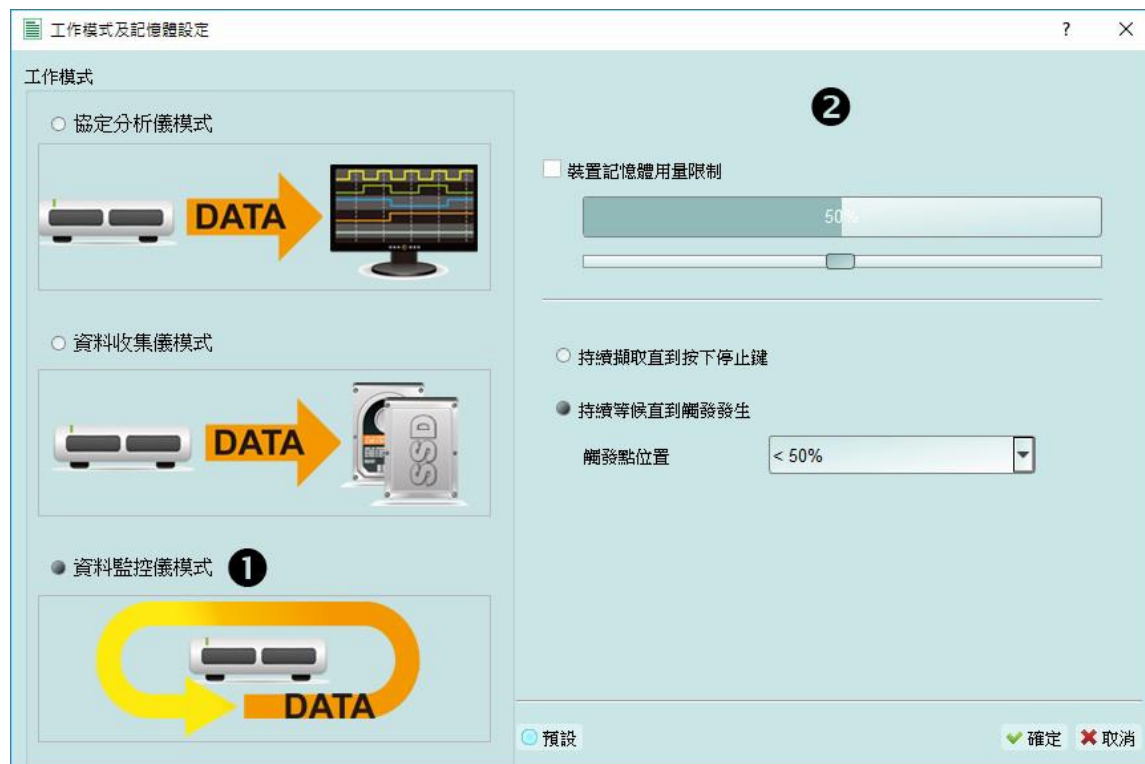 工作模式及記憶體設定
?
工作模式
協定分析儀模式
DATA
資料收集儀模式
DATA
SSD
資料監控儀模式 ❶
DATA
❷
裝置記憶體用量限制
50%
持續擷取直到按下停止鍵
持續等候直到觸發發生
觸發點位置 < 50%
預設 確定 取消